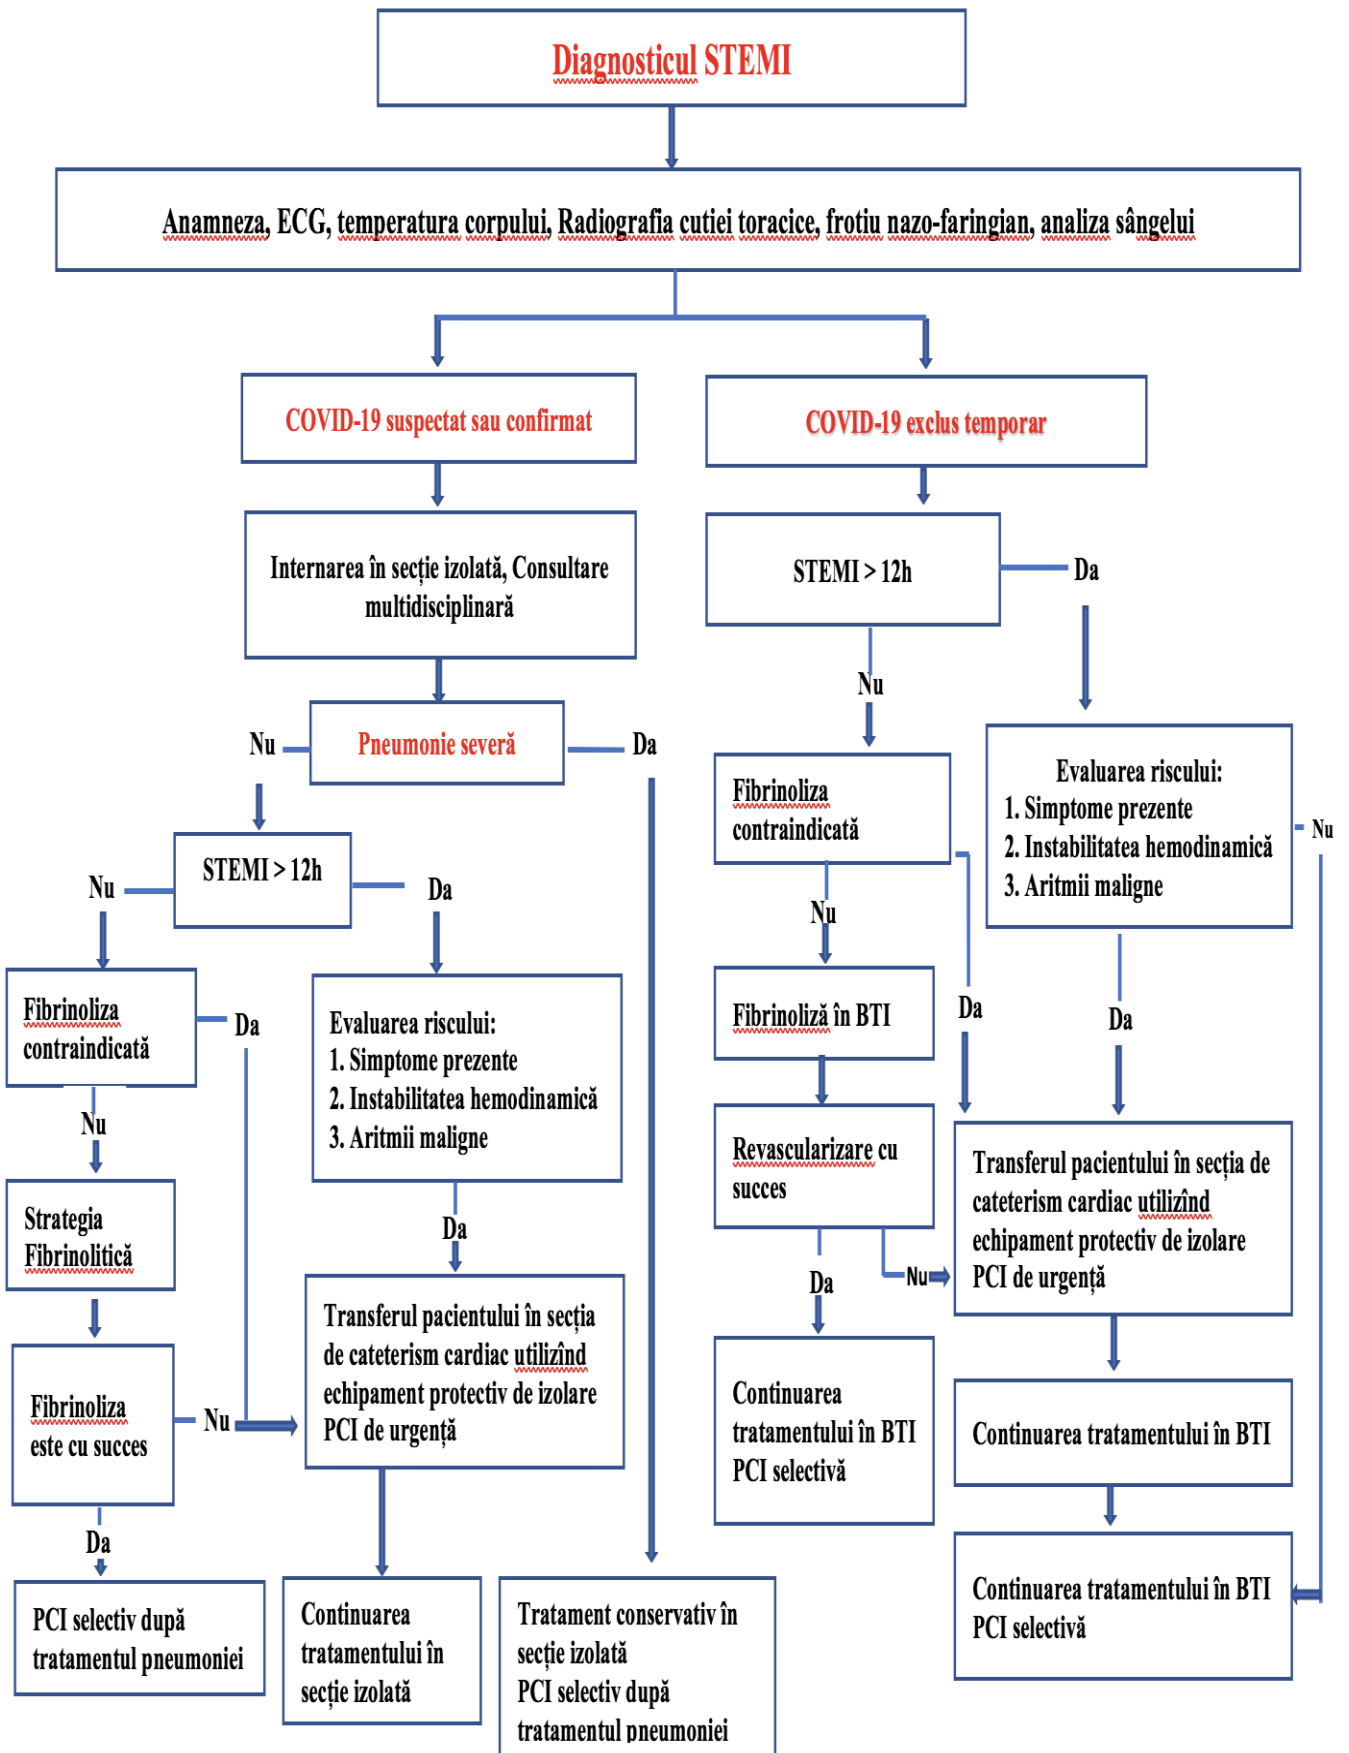 Diagnosticul STEMI
Anamneza, ECG, temperatura corpului, Radiografia cutiei toracice, frotiu nazo-faringian, analiza sângelui
COVID-19 suspectat sau confirmat
COVID-19 exclus temporar
Internarea în secție izolată, Consultare
multidisciplinară
STEMI > 12h
Da
Nu
Pneumonie severă
Nu
Da
Fibrinoliza
contraindicată
Evaluarea riscului:
1. Simptome prezente
2. Instabilitatea hemodinamică
3. Aritmii maligne
Nu
STEMI > 12h
Nu
Da
Nu
Fibrinoliza
contraindicată
Da
Evaluarea riscului:
1. Simptome prezente
2. Instabilitatea hemodinamică
3. Aritmii maligne
Fibrinoliză în BTI
Da
Da
Nu
Revascularizare cu
succes
Transferul pacientului în secția de
cateterism cardiac utilizînd
echipament protectiv de izolare
PCI de urgență
Strategia
Fibrinolitică
Da
Da
Nu
Transferul pacientului în secția
de cateterism cardiac utilizînd
echipament protectiv de izolare
PCI de urgență
Fibrinoliza
este cu succes
Nu
Continuarea
tratamentului în BTI
PCI selectivă
Continuarea tratamentului în BTI
Da
PCI selectiv după
tratamentul pneumoniei
Continuarea
tratamentului în
secție izolată
Tratament conservativ în
secție izolată
PCI selectiv după
tratamentul pneumoniei
Continuarea tratamentului în BTI
PCI selectivă